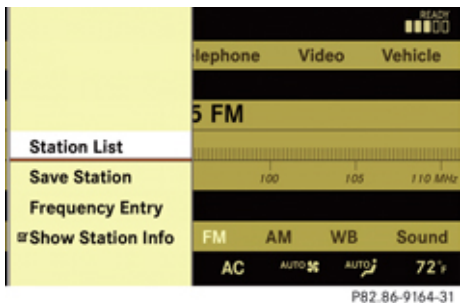 READY
elephone Video Vehicle
5 FM
Station List
Save Station
100 105 110 MHz
Frequency Entry
Show Station Info
FM AM WB Sound
AC AUTO AUTO 72°F
P82.86-9164-31